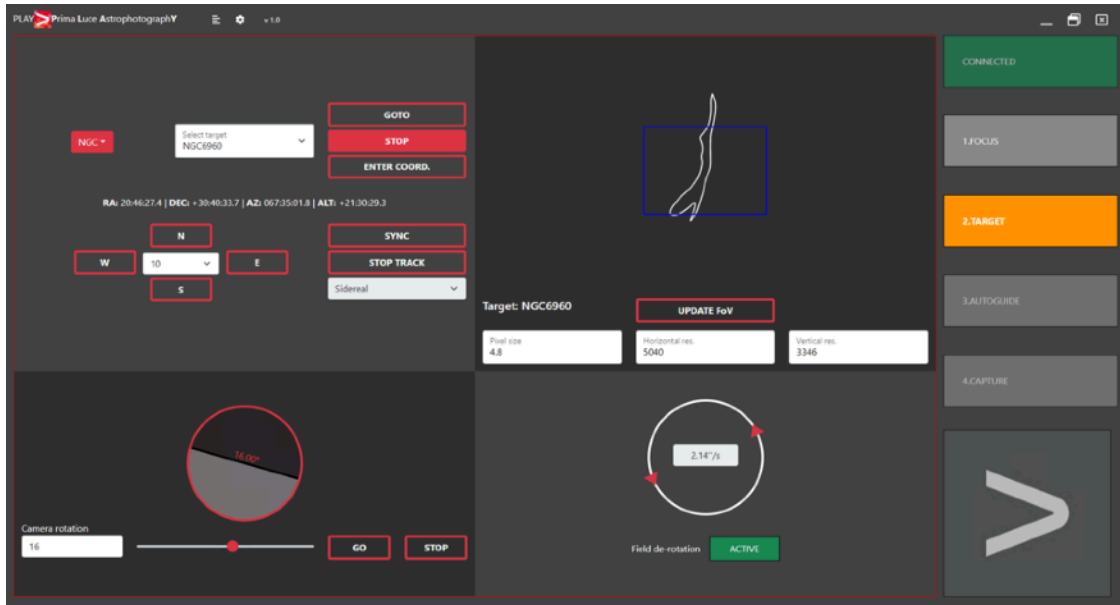 PLAY Prima Luce AstrophotographY v 1.0
CONNECTED
GOTO
NGC
Select target
NGC6960
STOP
ENTER COORD.
1.FOCUS
RA: 20:46:27.4 | DEC: +30:40:33.7 | AZ: 067:35:01.8 | ALT: +21:30:29.3
2.TARGET
N
SYNC
W
10
E
STOP TRACK
S
Sidereal
Target: NGC6960
UPDATE FoV
3.AUTOGUIDE
Pixel size
4.8
Horizontal res.
5040
Vertical res.
3346
4.CAPTURE
16.00°
2.14"/s
Camera rotation
16
GO
STOP
Field de-rotation
ACTIVE